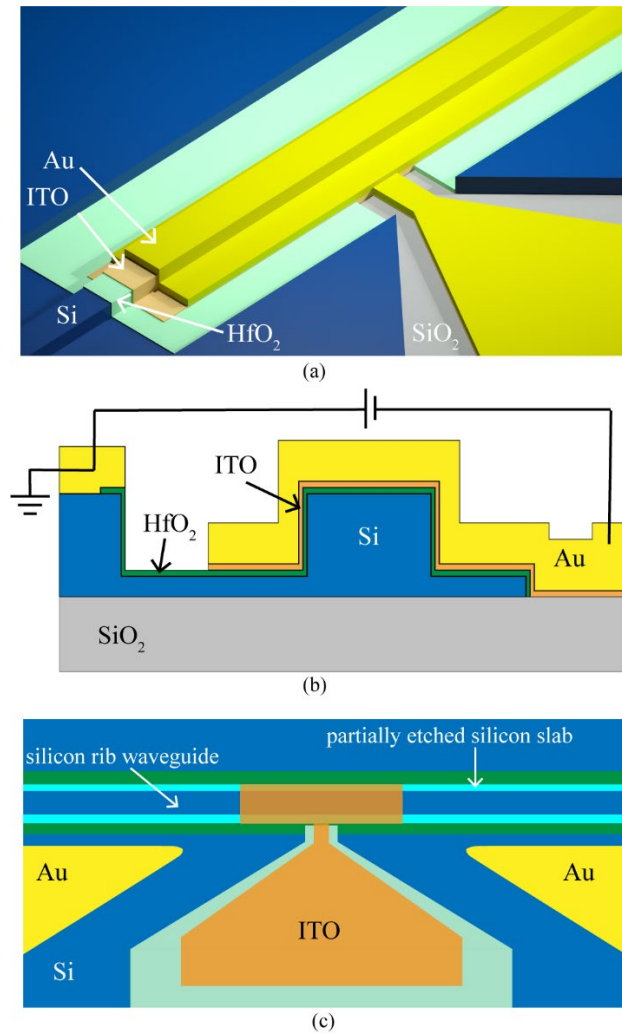 Au
ITO
Si
HfO₂
SiO₂
(a)
ITO
HfO₂
Si
Au
SiO₂
(b)
partially etched silicon slab
silicon rib waveguide
Au
Au
ITO
Si
(c)